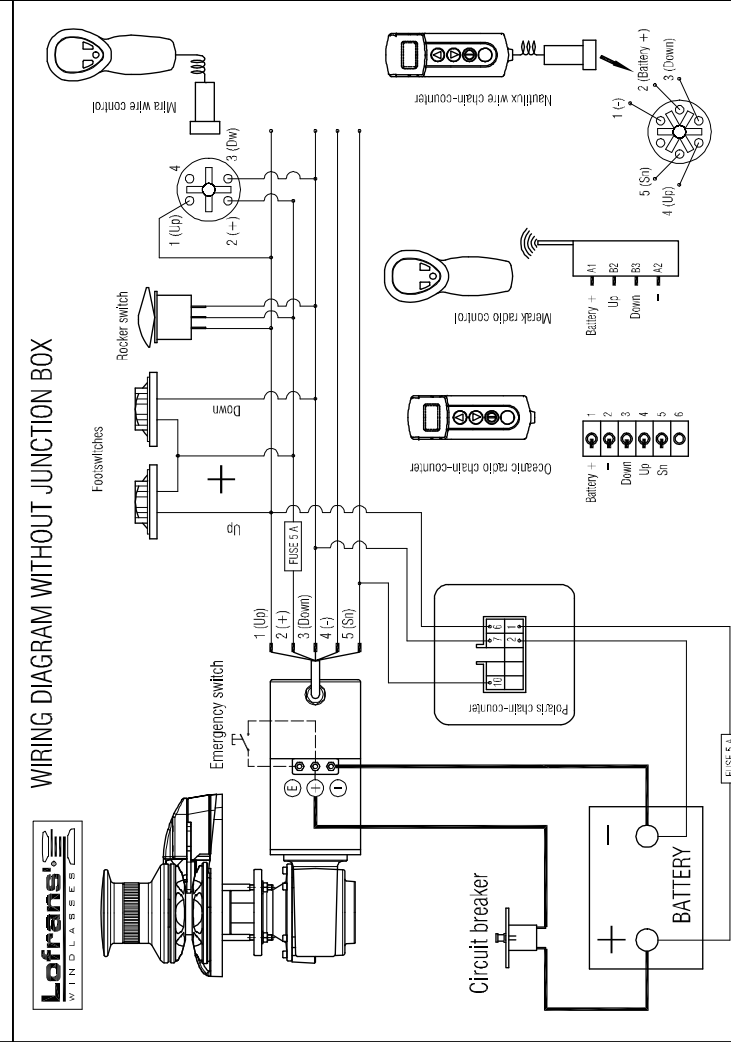 WIRING DIAGRAM WITHOUT JUNCTION BOX
Lofrans'®
WINDLASSES
Mira wire control
Nautilux wire chain-counter
1 (Up)
2 (+)
3 (Dw)
4
1 (-)
2 (Battery +)
3 (Down)
4 (Up)
5 (Sn)
Rocker switch
Merak radio control
Battery + A1
Up B2
Down B3
– A2
Footswitches
Down
+
Up
Oceanic radio chain-counter
Battery + 1
– 2
Down 3
Up 4
Sn 5
6
FUSE 5 A
1 (Up)
2 (+)
3 (Down)
4 (-)
5 (Sn)
Emergency switch
E
+
–
6 1
7 2
10
Polaris chain-counter
FUSE 5 A
Circuit breaker
+
–
BATTERY